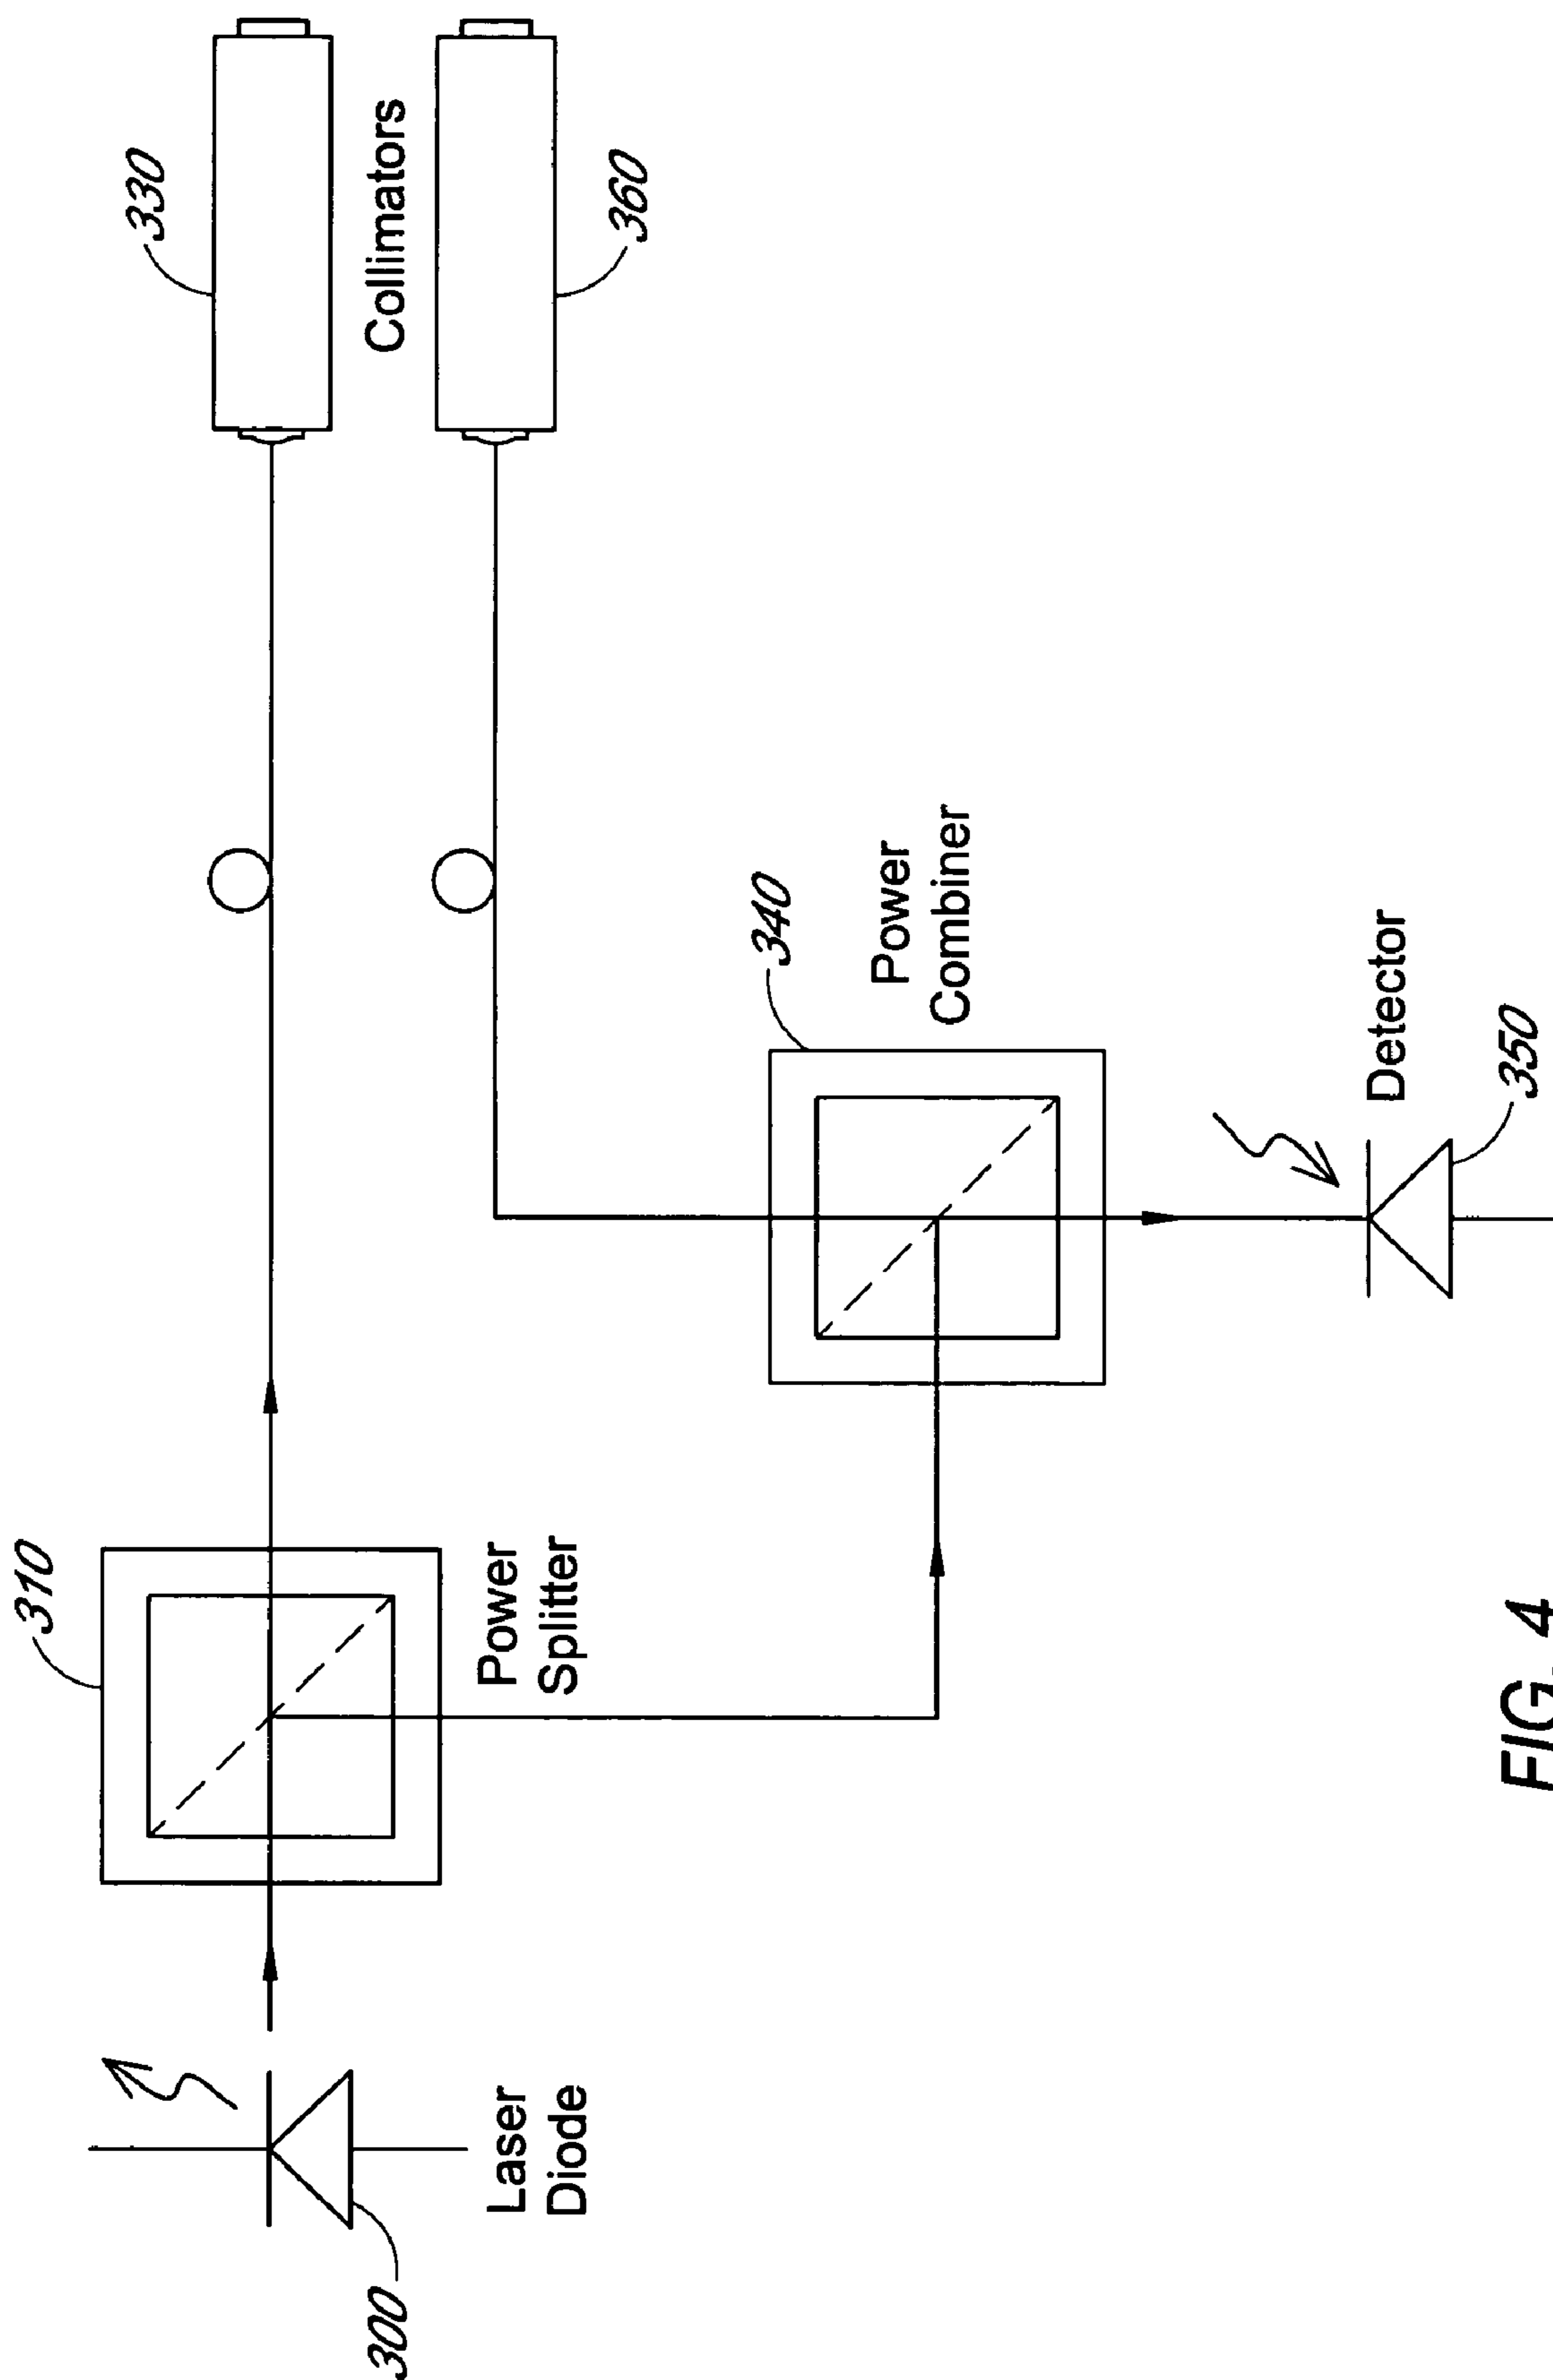 300
Laser
Diode
310
Power
Splitter
340
Power
Combiner
Detector
350
330
Collimators
360
FIG. 4